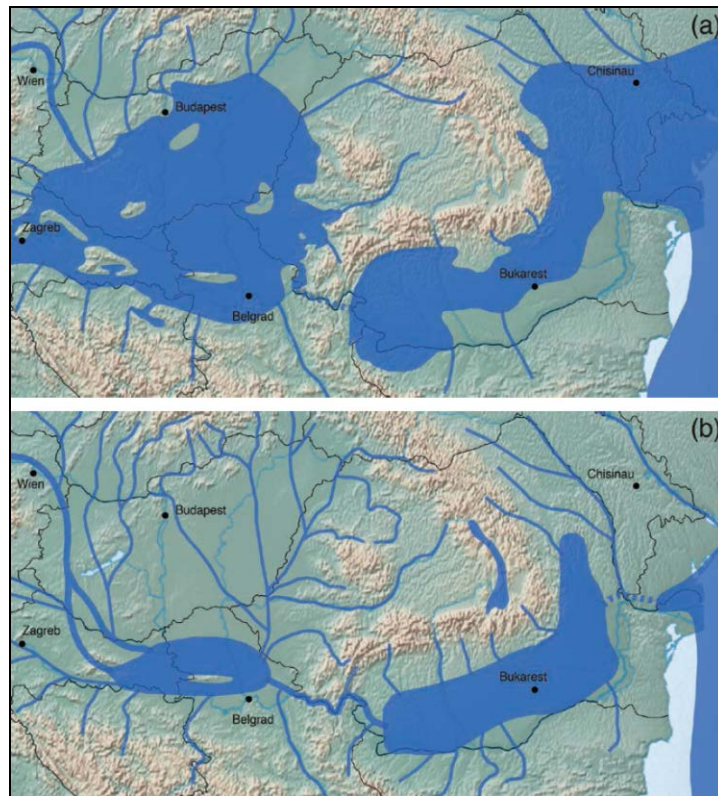 (a)
Wien
Chisinau
Budapest
Zagreb
Bukarest
Belgrad
(b)
Wien
Chisinau
Budapest
Zagreb
Bukarest
Belgrad